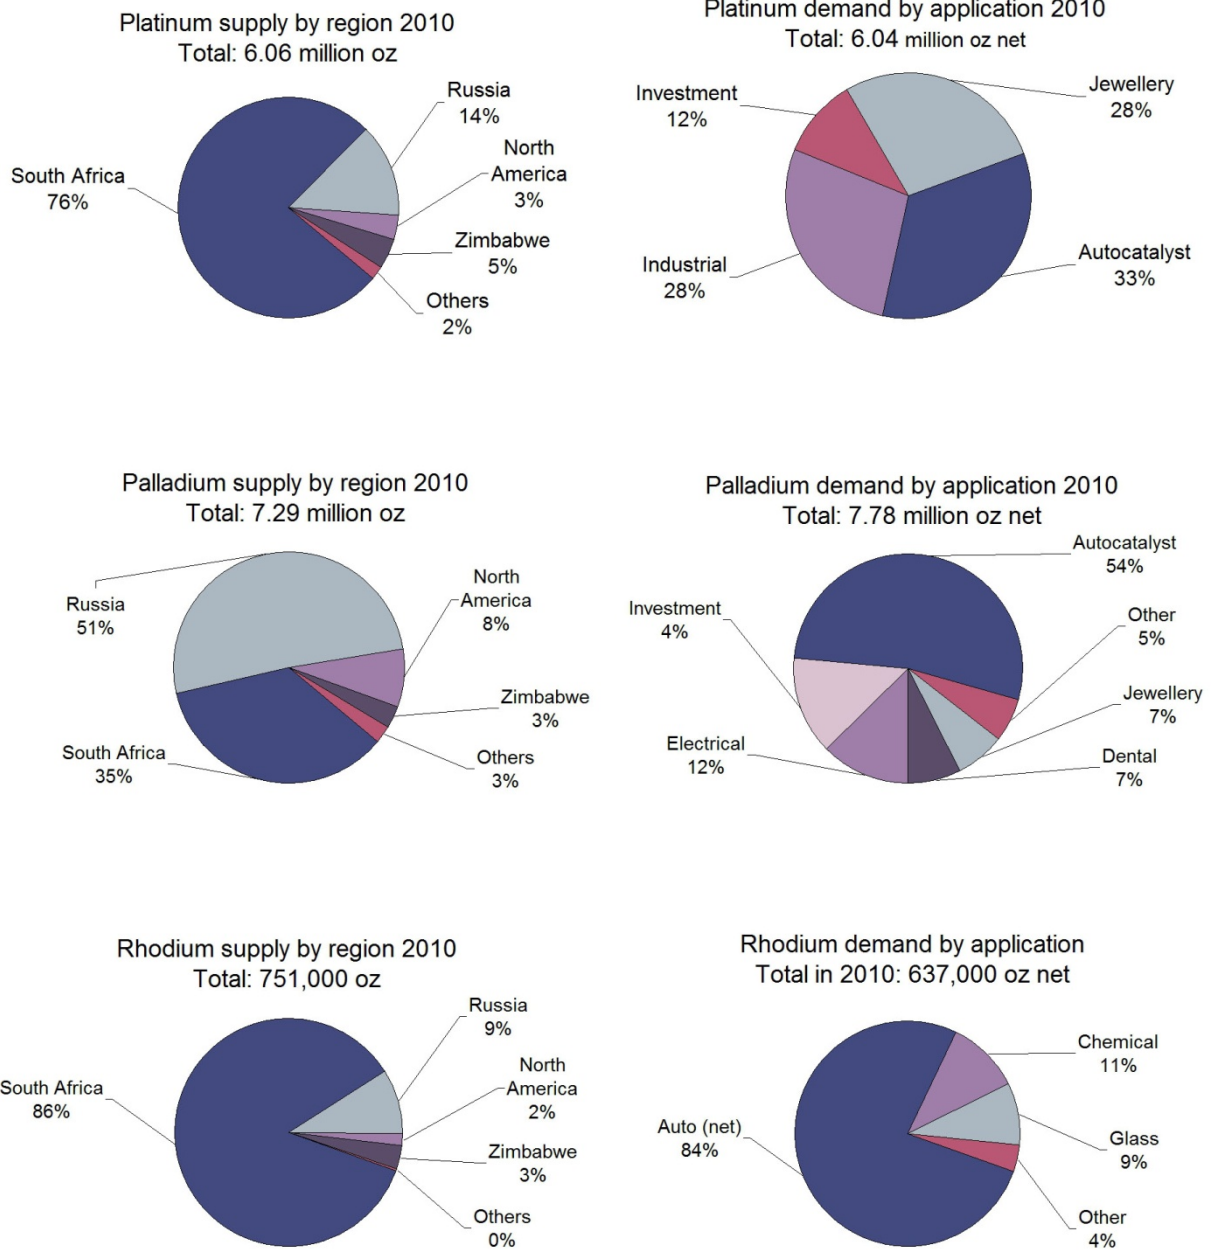 Platinum supply by region 2010
Total: 6.06 million oz
Russia
14%
North
America
3%
South Africa
76%
Zimbabwe
5%
Others
2%
Platinum demand by application 2010
Total: 6.04 million oz net
Investment
12%
Jewellery
28%
Industrial
28%
Autocatalyst
33%
Palladium supply by region 2010
Total: 7.29 million oz
Russia
51%
North
America
8%
Zimbabwe
3%
South Africa
35%
Others
3%
Palladium demand by application 2010
Total: 7.78 million oz net
Autocatalyst
54%
Investment
4%
Other
5%
Jewellery
7%
Electrical
12%
Dental
7%
Rhodium supply by region 2010
Total: 751,000 oz
Russia
9%
North
America
2%
South Africa
86%
Zimbabwe
3%
Others
0%
Rhodium demand by application
Total in 2010: 637,000 oz net
Chemical
11%
Auto (net)
84%
Glass
9%
Other
4%